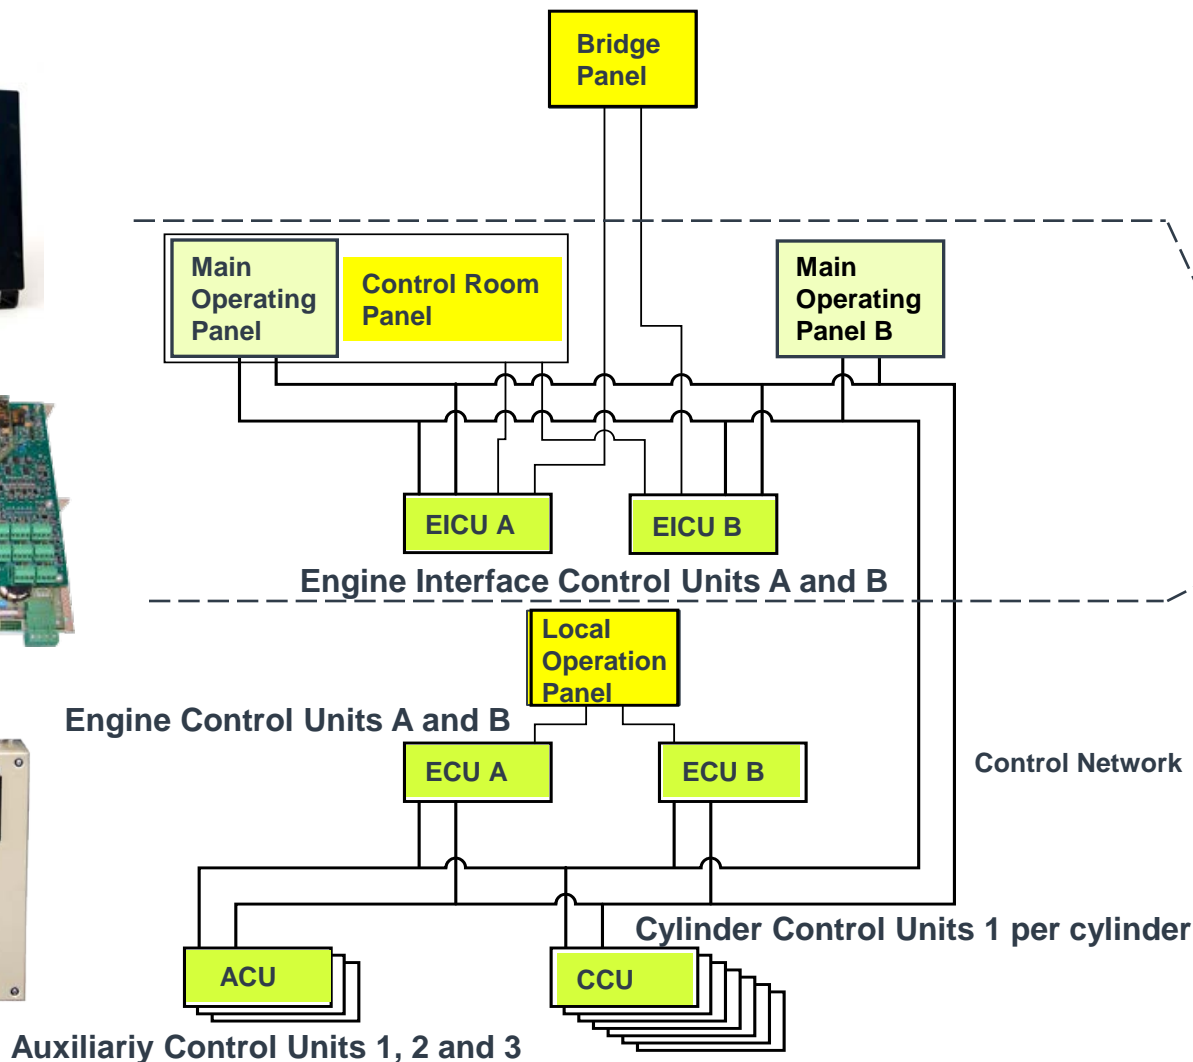 Bridge
Panel
Main
Operating
Panel
Control Room
Panel
Main
Operating
Panel B
EICU A
EICU B
Engine Interface Control Units A and B
Local
Operation
Panel
Engine Control Units A and B
ECU A
ECU B
Control Network
Cylinder Control Units 1 per cylinder
ACU
CCU
Auxiliariy Control Units 1, 2 and 3